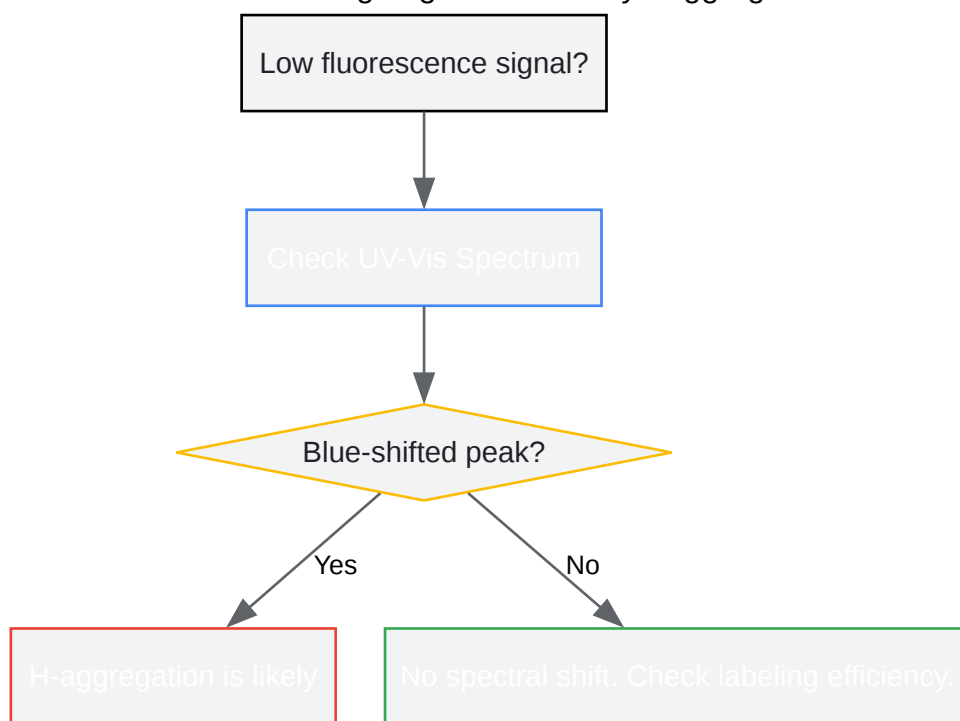 Low fluorescence signal?
Check UV-Vis Spectrum
Blue-shifted peak?
Yes
No
H-aggregation is likely
No spectral shift. Check labeling efficiency.